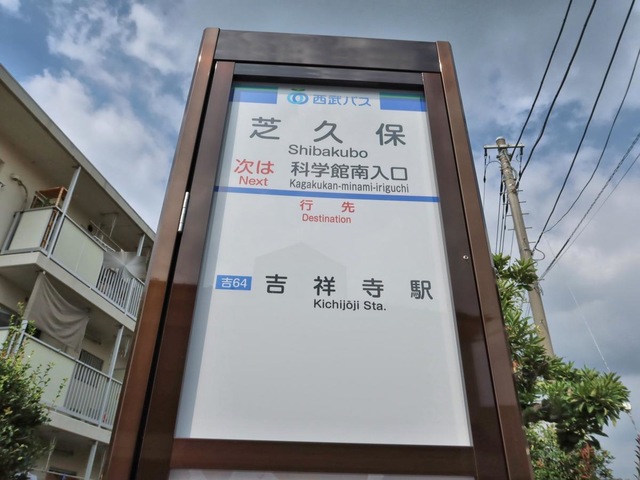 西武バス
芝久保
Shibakubo
次は 科学館南入口
Next Kagakukan-minami-iriguchi
行先
Destination
吉64 吉祥寺駅
Kichijōji Sta.